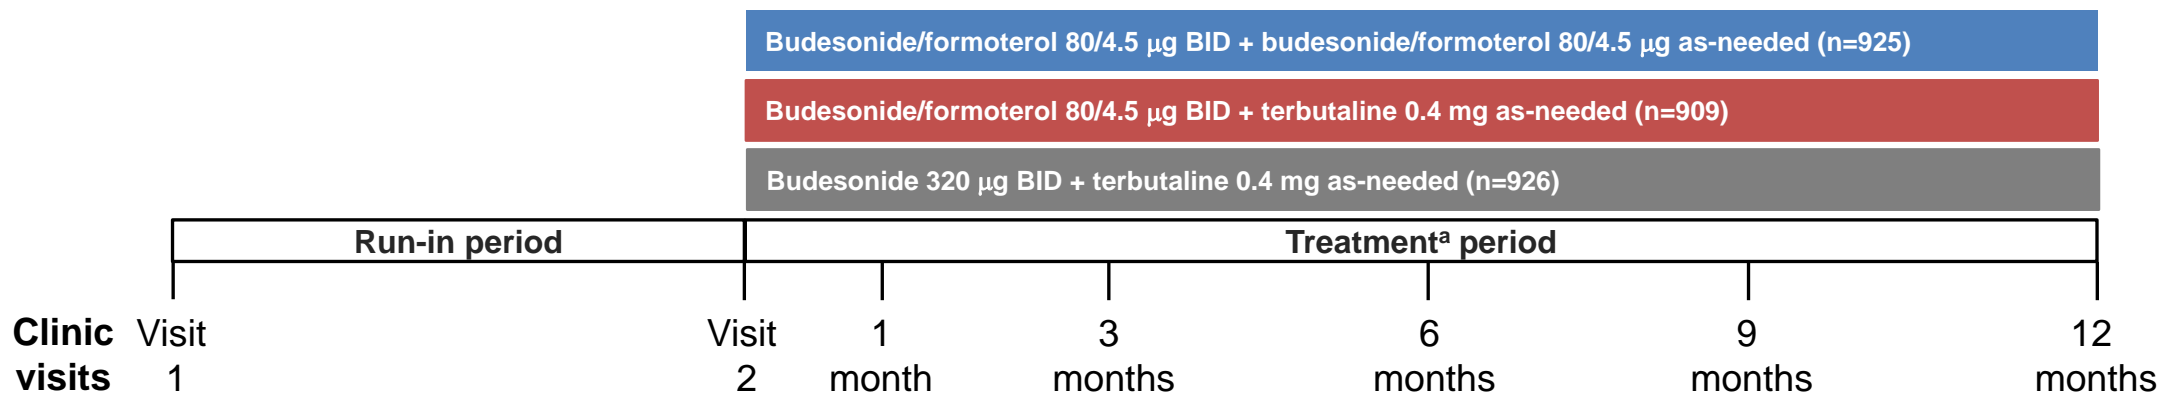 Budesonide/formoterol 80/4.5 μg BID + budesonide/formoterol 80/4.5 μg as-needed (n=925)
Budesonide/formoterol 80/4.5 μg BID + terbutaline 0.4 mg as-needed (n=909)
Budesonide 320 μg BID + terbutaline 0.4 mg as-needed (n=926)
Run-in period
Treatmentᵃ period
Clinic visits
Visit 1
Visit 2
1 month
3 months
6 months
9 months
12 months